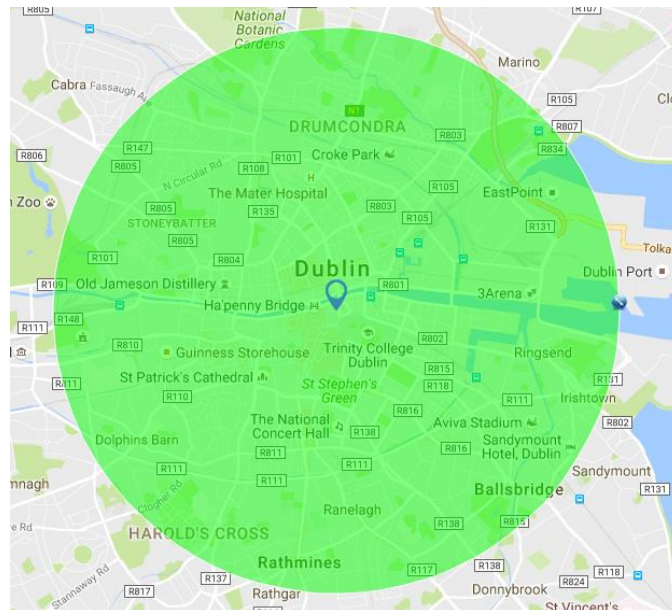 R805
National
Botanic
Gardens
R107
Marino
Cabra
Fassaugh Ave
N1
R105
DRUMCONDRA
R803
R807
R147
R834
R806
R805
R101
Croke Park
N Circular Rd
R108
H
The Mater Hospital
R105
EastPoint
Zoo
R805
R135
R803
STONEYBATTER
R105
R131
R805
Tolka
R101
R804
Dublin
Dublin Port
R109
Old Jameson Distillery
R801
3Arena
R111
R148
Ha'penny Bridge
R802
R810
Guinness Storehouse
Trinity College
Dublin
Ringsend
R815
R811
St Patrick's Cathedral
R118
R131
St Stephen's
Green
R110
R111
Irishtown
R816
The National
Concert Hall
Aviva Stadium
R802
R138
Dolphins Barn
R816
Sandymount
Hotel, Dublin
R811
R111
R111
R111
Sandymount
mnagh
Clogher Rd
Ballsbridge
R131
Ranelagh
R138
R815
HAROLD'S CROSS
Rathmines
R117
R118
Stannaway Rd
R137
Donnybrook
R824
R817
Rathgar
St.Vincent's